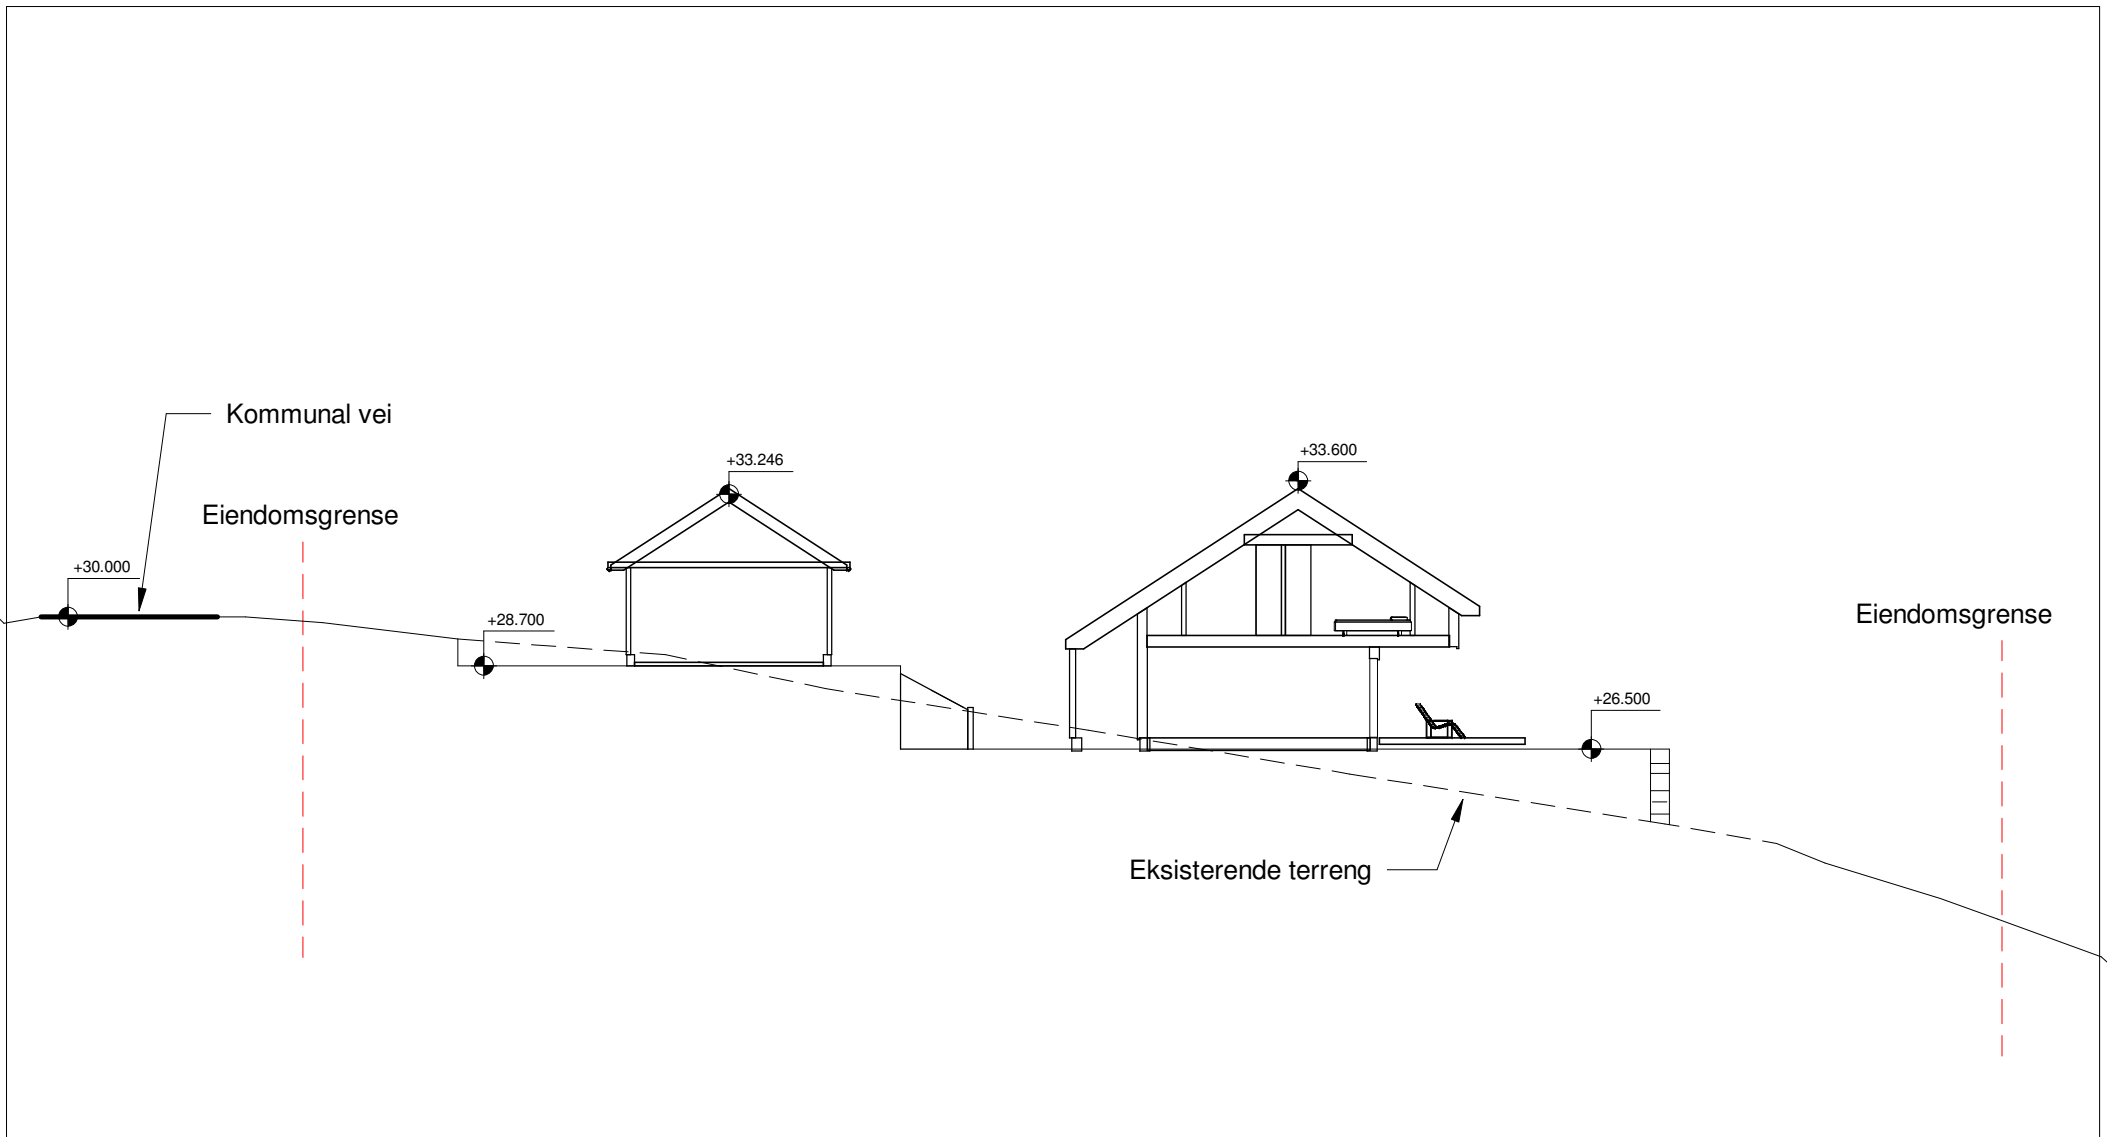 Kommunal vei
+33.600
+33.246
Eiendomsgrense
+30.000
+28.700
Eiendomsgrense
+26.500
Eksisterende terreng